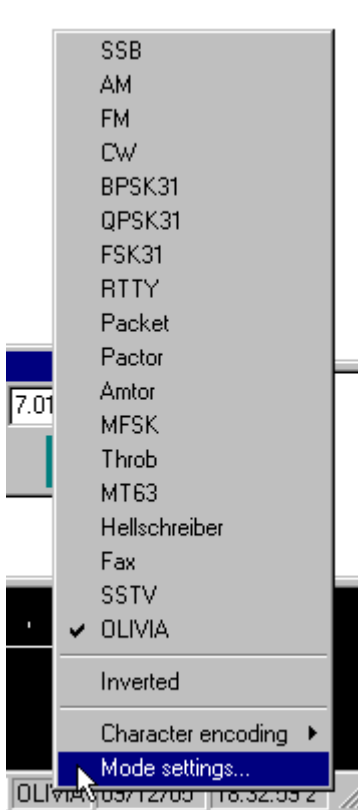 SSB
AM
FM
CW
BPSK31
QPSK31
FSK31
RTTY
Packet
Pactor
Amtor
7.01
MFSK
Throb
MT63
Hellschreiber
Fax
SSTV
OLIVIA
Inverted
Character encoding
Mode settings...
OLIVIA